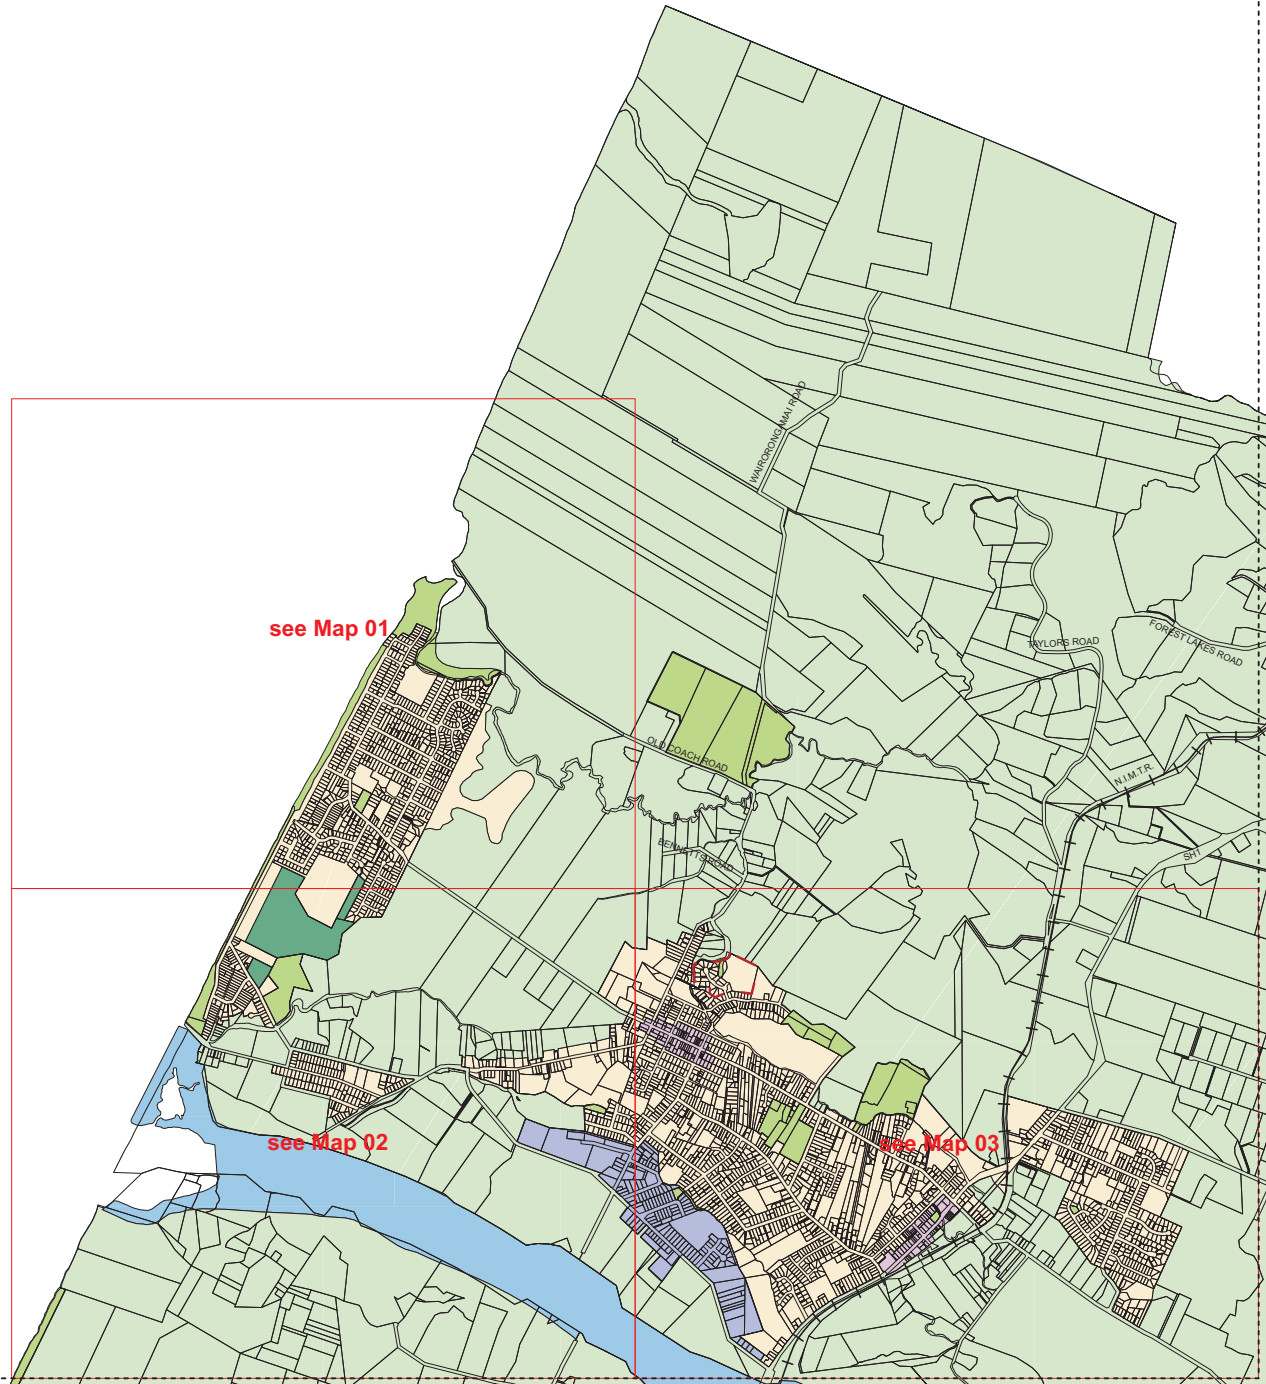 WAIRORONGAMAI ROAD
see Map 01
TAYLORS ROAD
FOREST LAKES ROAD
OLD COACH ROAD
N.I.M.T.R.
BENNETTS ROAD
SH1
see Map 02
see Map 03